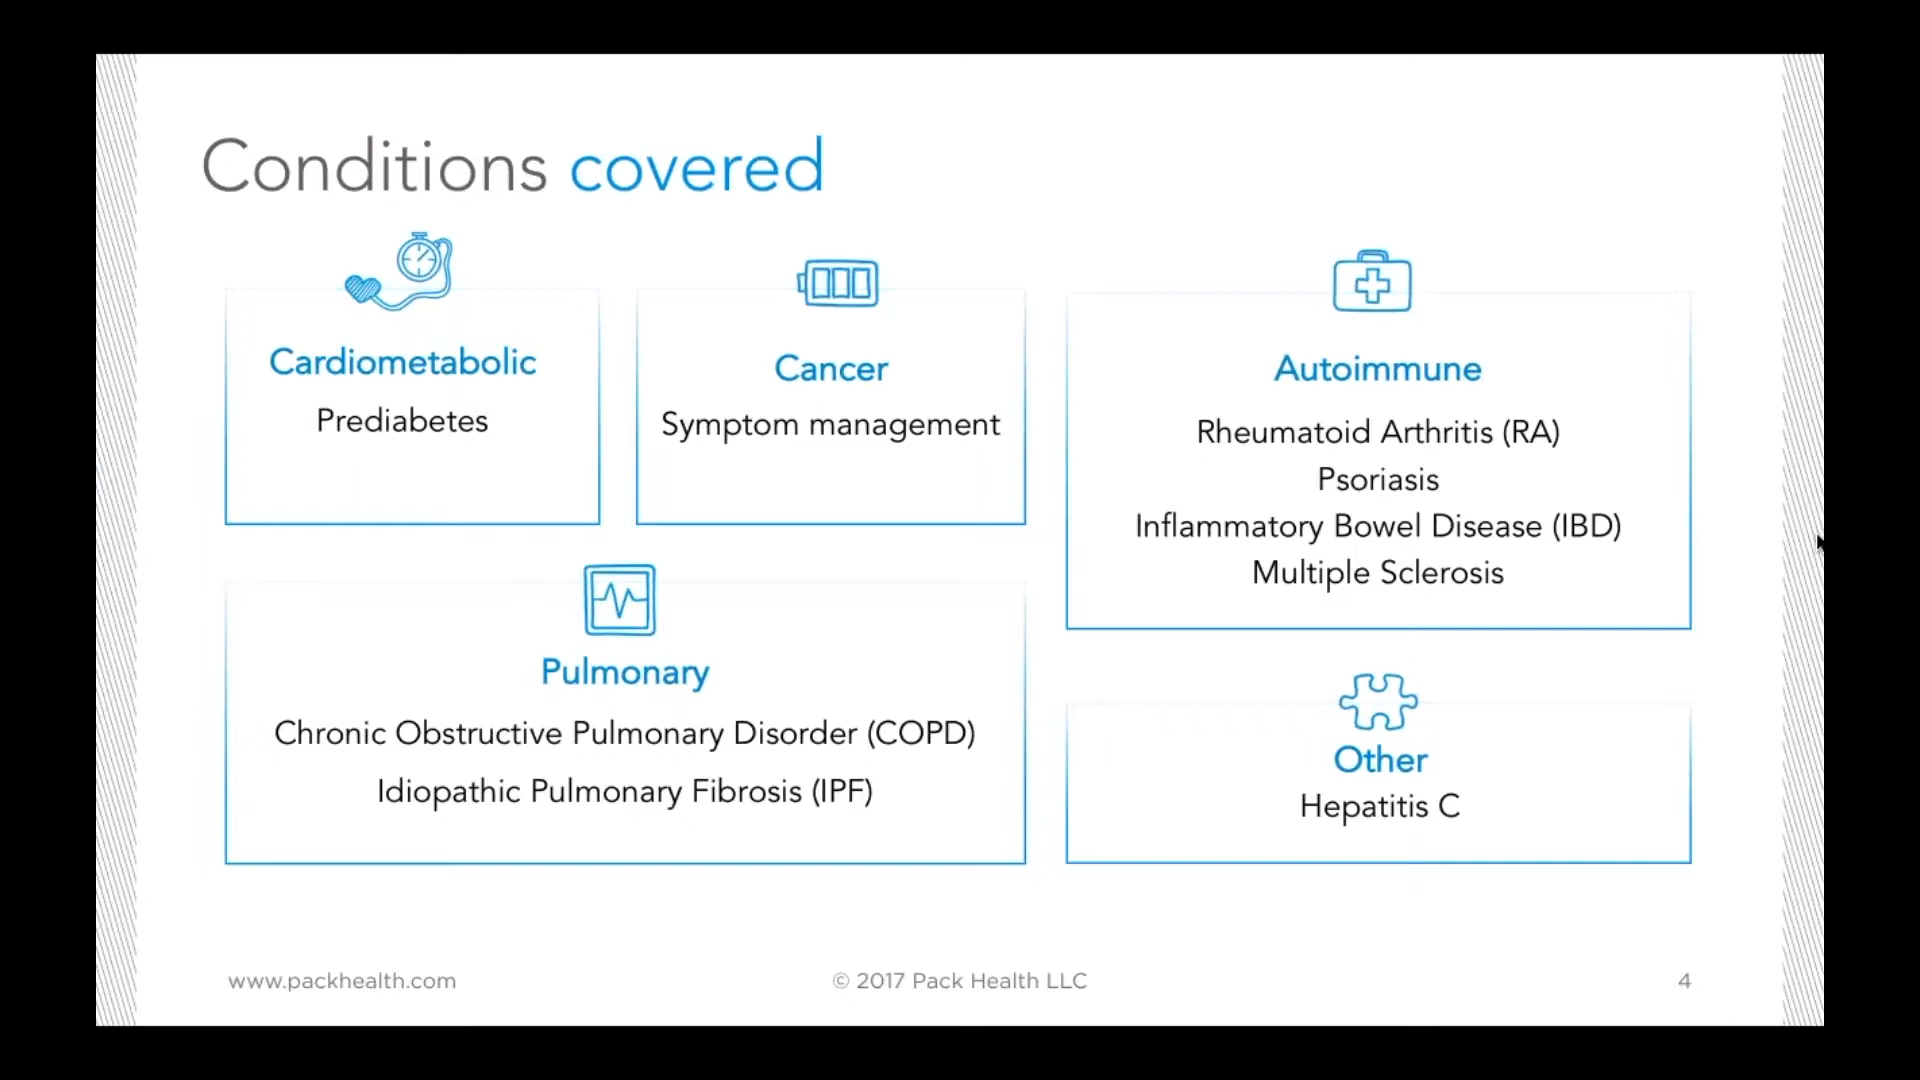 Conditions covered
Cardiometabolic
Prediabetes
Cancer
Symptom management
Autoimmune
Rheumatoid Arthritis (RA)
Psoriasis
Inflammatory Bowel Disease (IBD)
Multiple Sclerosis
Pulmonary
Chronic Obstructive Pulmonary Disorder (COPD)
Idiopathic Pulmonary Fibrosis (IPF)
Other
Hepatitis C
www.packhealth.com
© 2017 Pack Health LLC
4